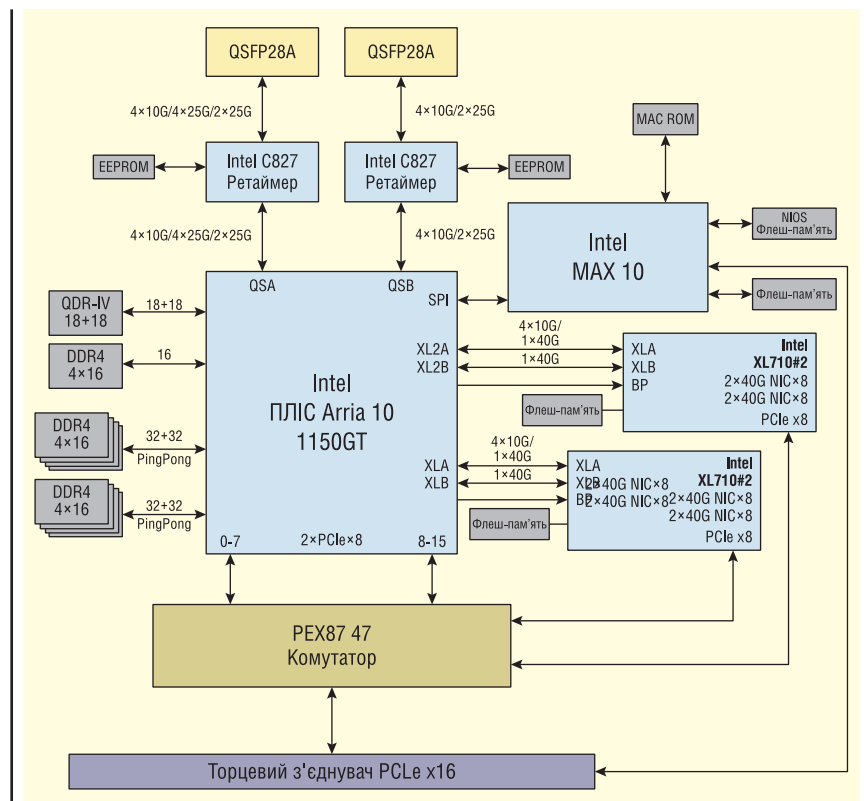 QSFP28A
QSFP28A
4×10G/4×25G/2×25G
4×10G/2×25G
MAC ROM
EEPROM
Intel C827
Ретаймер
Intel C827
Ретаймер
EEPROM
4×10G/4×25G/2×25G
4×10G/2×25G
Intel
MAX 10
NIOS
Флеш-пам'ять
Флеш-пам'ять
QSA
QSB
SPI
QDR-IV
18+18
18+18
DDR4
4×16
16
Intel
ПЛІС Arria 10
1150GT
XL2A
XL2B
4×10G/
1×40G
1×40G
XLA
XLB
BP
Intel
XL710#2
2×40G NIC×8
2×40G NIC×8
PCIe x8
Флеш-пам'ять
DDR4
4×16
32+32
PingPong
DDR4
4×16
32+32
PingPong
XLA
XLB
4×10G/
1×40G
1×40G
XLA
XLB
BP
2×40G NIC×8
2×40G NIC×8
Intel
XL710#2
2×40G NIC×8
2×40G NIC×8
PCIe x8
Флеш-пам'ять
0-7
2×PCIe×8
8-15
PEX87 47
Комутатор
Торцевий з'єднувач PCLe x16